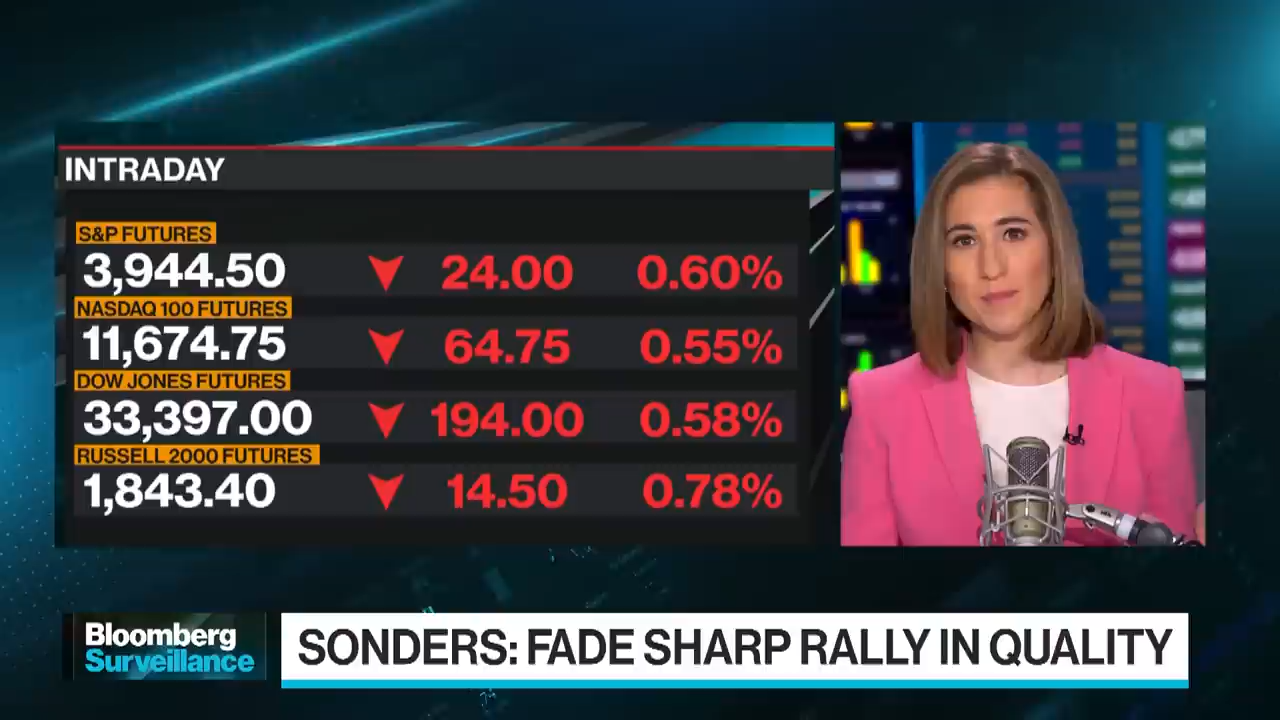 INTRADAY
S&P FUTURES
3,944.50 24.00 0.60%
NASDAQ 100 FUTURES
11,674.75 64.75 0.55%
DOW JONES FUTURES
33,397.00 194.00 0.58%
RUSSELL 2000 FUTURES
1,843.40 14.50 0.78%
Bloomberg
Surveillance
SONDERS: FADE SHARP RALLY IN QUALITY